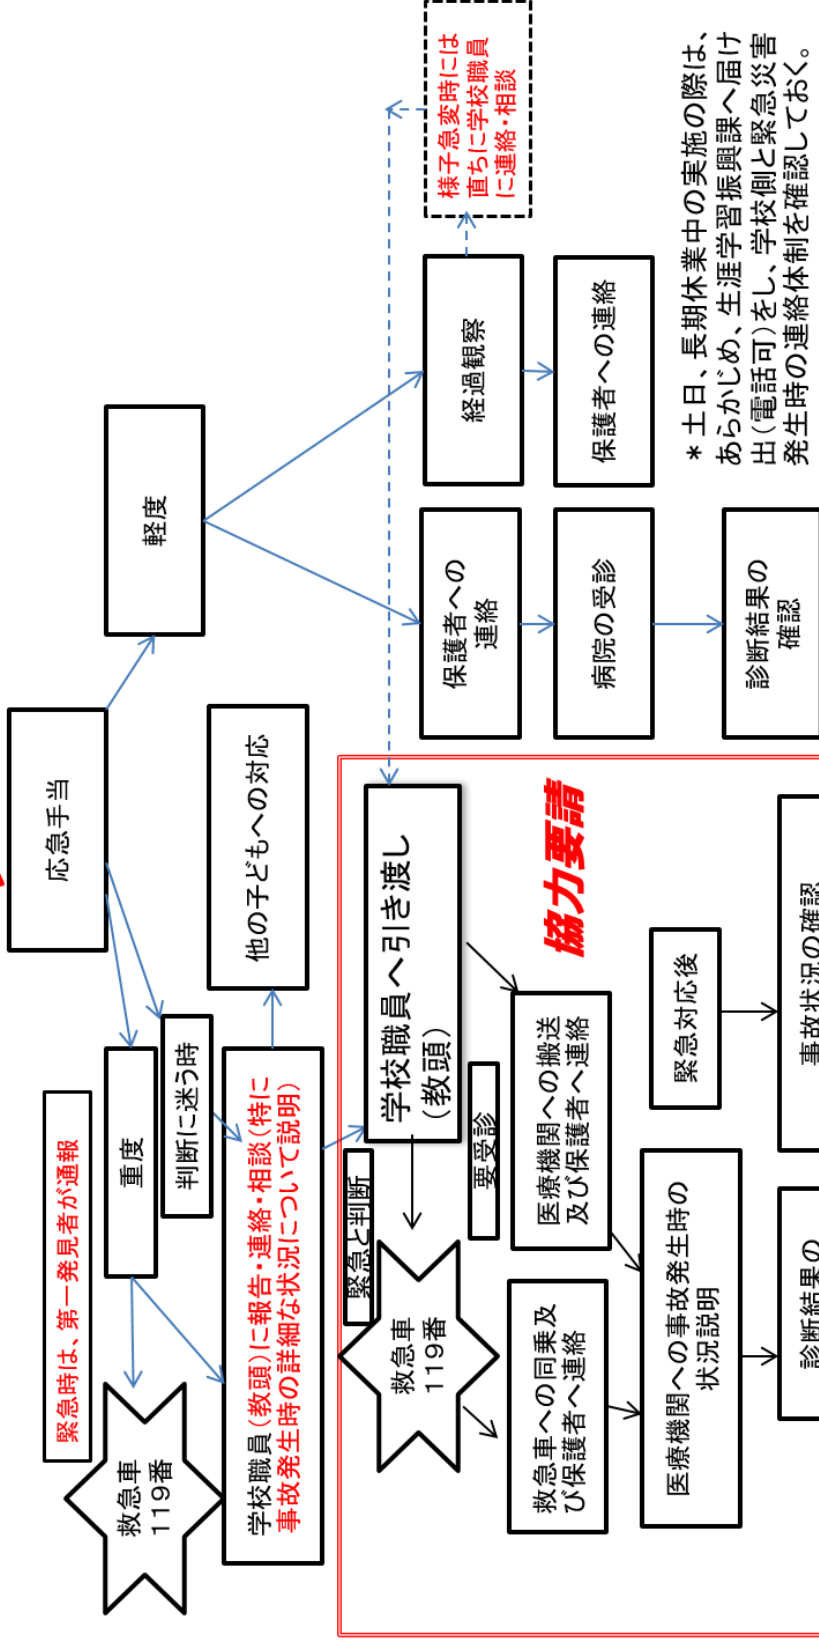 応急手当
緊急時は、第一発見者が通報
重度
軽度
判断に迷う時
救急車
119番
学校職員(教頭)に報告・連絡・相談(特に
事故発生時の詳細な状況について説明)
他の子どもへの対応
緊急と判断
学校職員へ引き渡し
(教頭)
救急車
119番
要受診
協力要請
救急車への同乗及
び保護者へ連絡
医療機関への搬送
及び保護者へ連絡
医療機関への事故発生時の
状況説明
緊急対応後
診断結果の
事故状況の確認
保護者への
連絡
病院の受診
診断結果の
確認
経過観察
保護者への連絡
様子急変時には
直ちに学校職員
に連絡・相談
*土日、長期休業中の実施の際は、
あらかじめ、生涯学習振興課へ届け
出(電話可)をし、学校側と緊急災害
発生時の連絡体制を確認しておく。